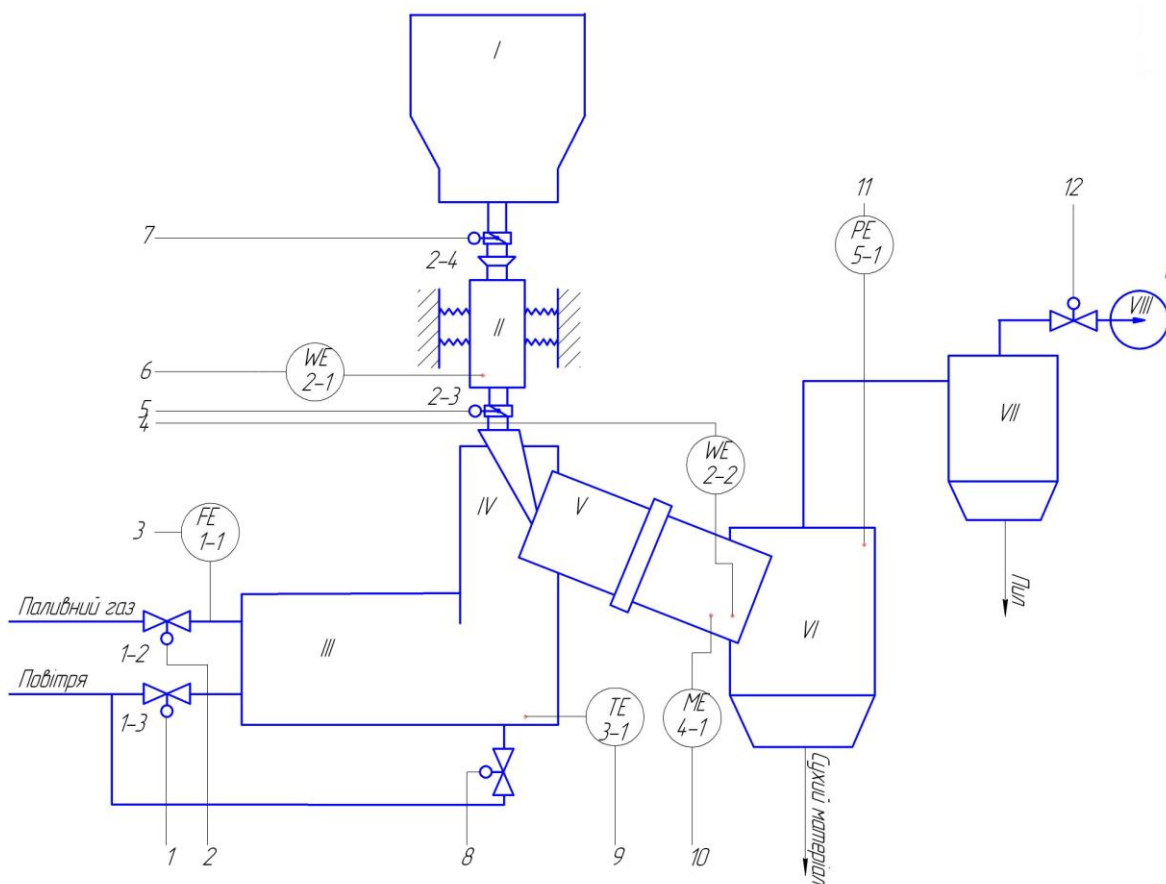 I
7
2-4
II
6
WE
2-1
5
2-3
4
WE
2-2
IV
V
3
FE
1-1
Паливний газ
1-2
III
Повітря
1-3
TE
3-1
ME
4-1
VI
11
PE
5-1
12
VIII
VII
Пил
Сухий матеріал
1
2
8
9
10